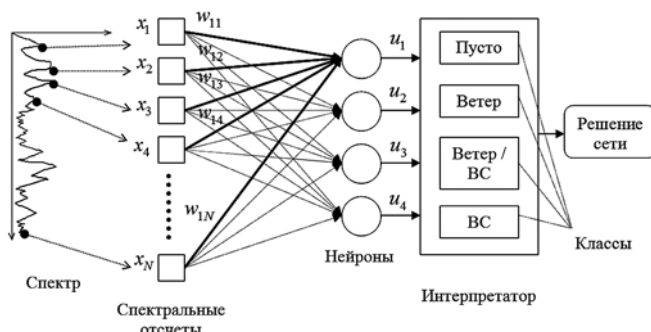 x1
w11
x2
w12
x3
w13
x4
w14
w1N
xN
u1
u2
u3
u4
Пусто
Ветер
Ветер /
ВС
ВС
Решение
сети
Классы
Спектр
Спектральные
отсчеты
Нейроны
Интерпретатор